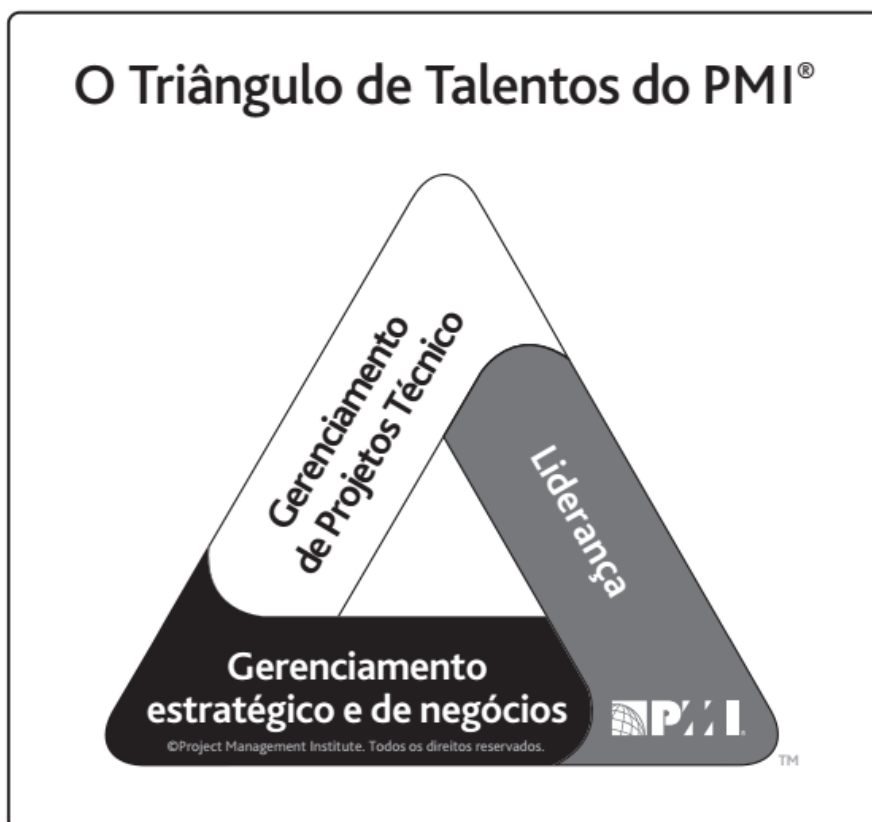 O Triângulo de Talentos do PMI®
Gerenciamento
de Projetos Técnico
Liderança
Gerenciamento
estratégico e de negócios
©Project Management Institute. Todos os direitos reservados.
PMI
TM